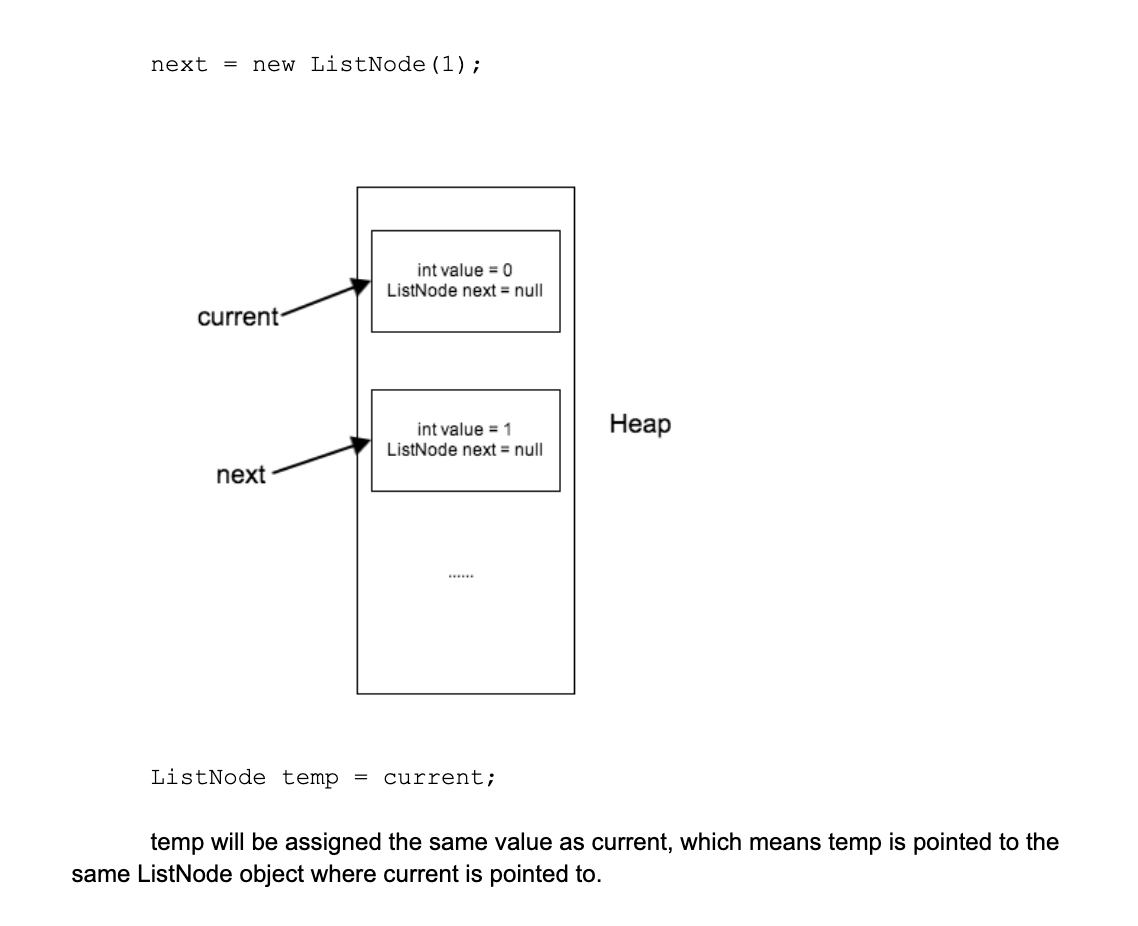 next = new ListNode(1);
int value = 0
ListNode next = null
current
int value = 1
ListNode next = null
Heap
next
......
ListNode temp = current;
temp will be assigned the same value as current, which means temp is pointed to the
same ListNode object where current is pointed to.